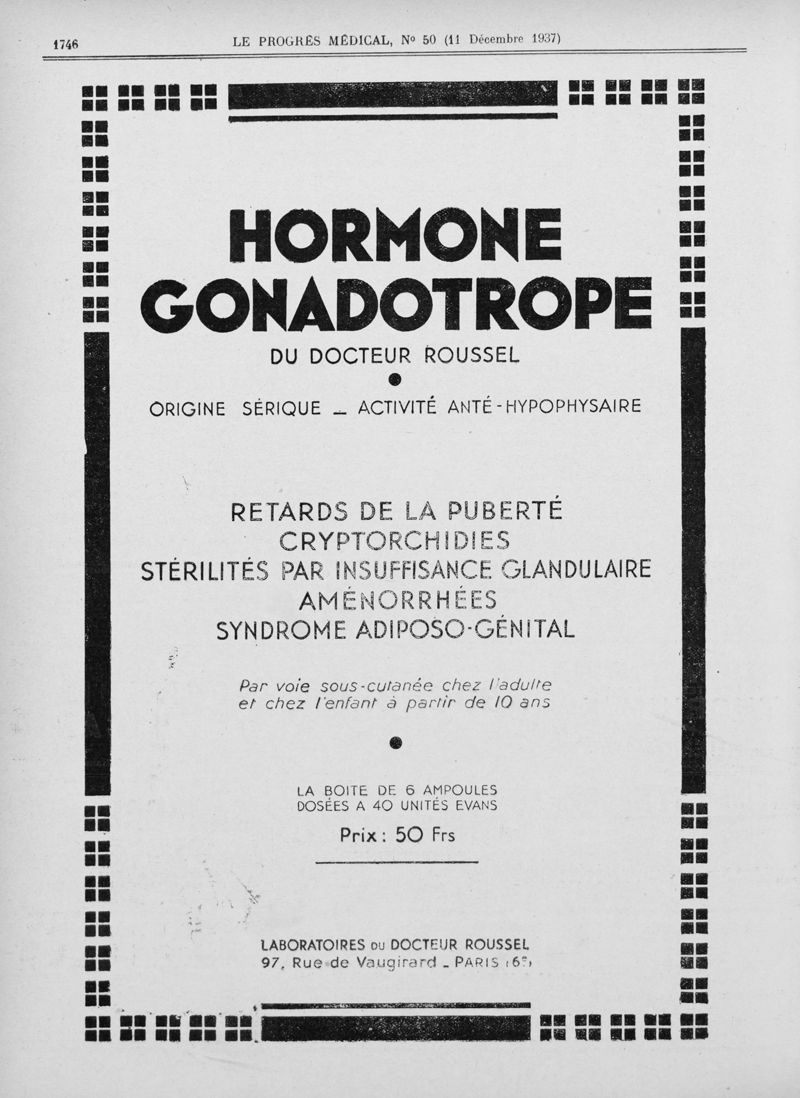 1746
LE PROGRÈS MÉDICAL, Nº 50 (11 Décembre 1937)
HORMONE
GONADOTROPE
DU DOCTEUR ROUSSEL
ORIGINE SÉRIQUE — ACTIVITÉ ANTÉ-HYPOPHYSAIRE
RETARDS DE LA PUBERTÉ
CRYPTORCHIDIES
STÉRILITÉS PAR INSUFFISANCE GLANDULAIRE
AMÉNORRHÉES
SYNDROME ADIPOSO-GÉNITAL
Par voie sous-cutanée chez l'adulte
et chez l'enfant à partir de 10 ans
LA BOITE DE 6 AMPOULES
DOSÉES A 40 UNITÉS EVANS
Prix : 50 Frs
LABORATOIRES DU DOCTEUR ROUSSEL
97, Rue de Vaugirard - PARIS (6e)